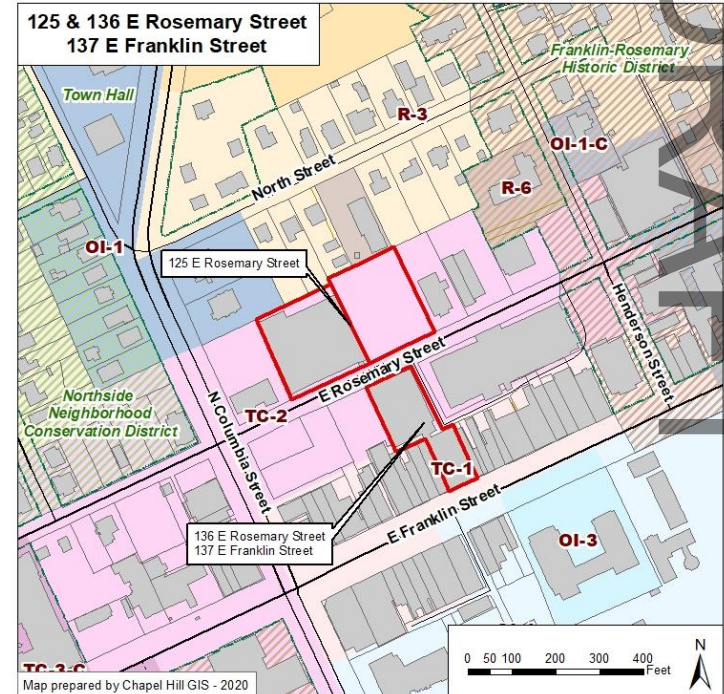 125 & 136 E Rosemary Street
137 E Franklin Street
Town Hall
Franklin-Rosemary
Historic District
R-3
OI-1-C
North Street
R-6
OI-1
125 E Rosemary Street
Henderson Street
E Rosemary Street
N Columbia Street
TC-2
Northside
Neighborhood
Conservation District
TC-1
E Franklin Street
136 E Rosemary Street
137 E Franklin Street
OI-3
TC-3-C
0 50 100 200 300 400
Feet
N
Map prepared by Chapel Hill GIS - 2020